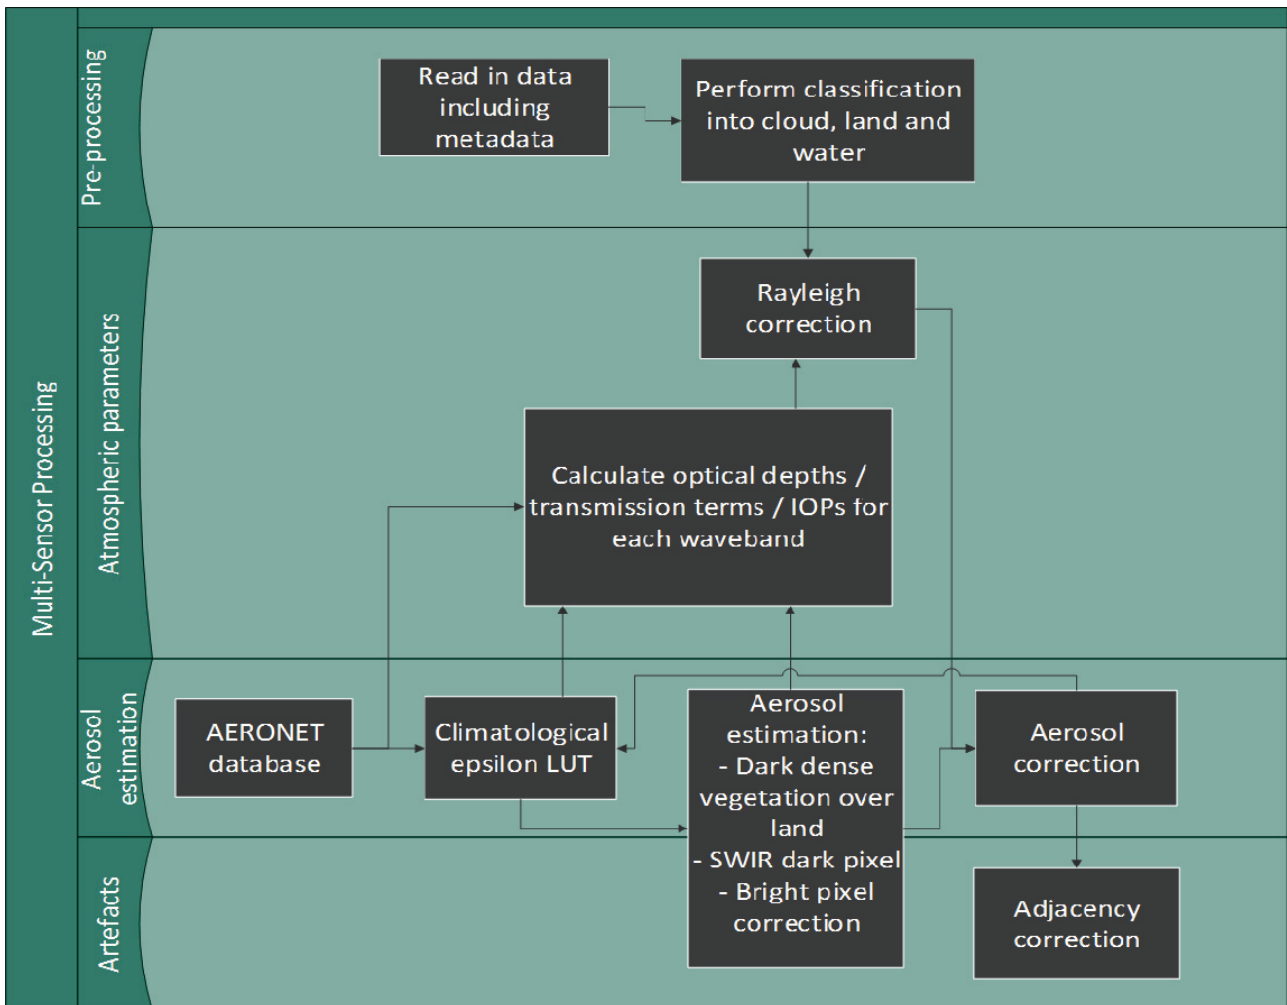 Multi-Sensor Processing
Pre-processing
Read in data
including
metadata
Perform classification
into cloud, land and
water
Atmospheric parameters
Rayleigh
correction
Calculate optical depths /
transmission terms / IOPs for
each waveband
Aerosol
estimation
AERONET
database
Climatological
epsilon LUT
Aerosol
estimation:
- Dark dense
vegetation over
land
- SWIR dark pixel
- Bright pixel
correction
Aerosol
correction
Artefacts
Adjacency
correction